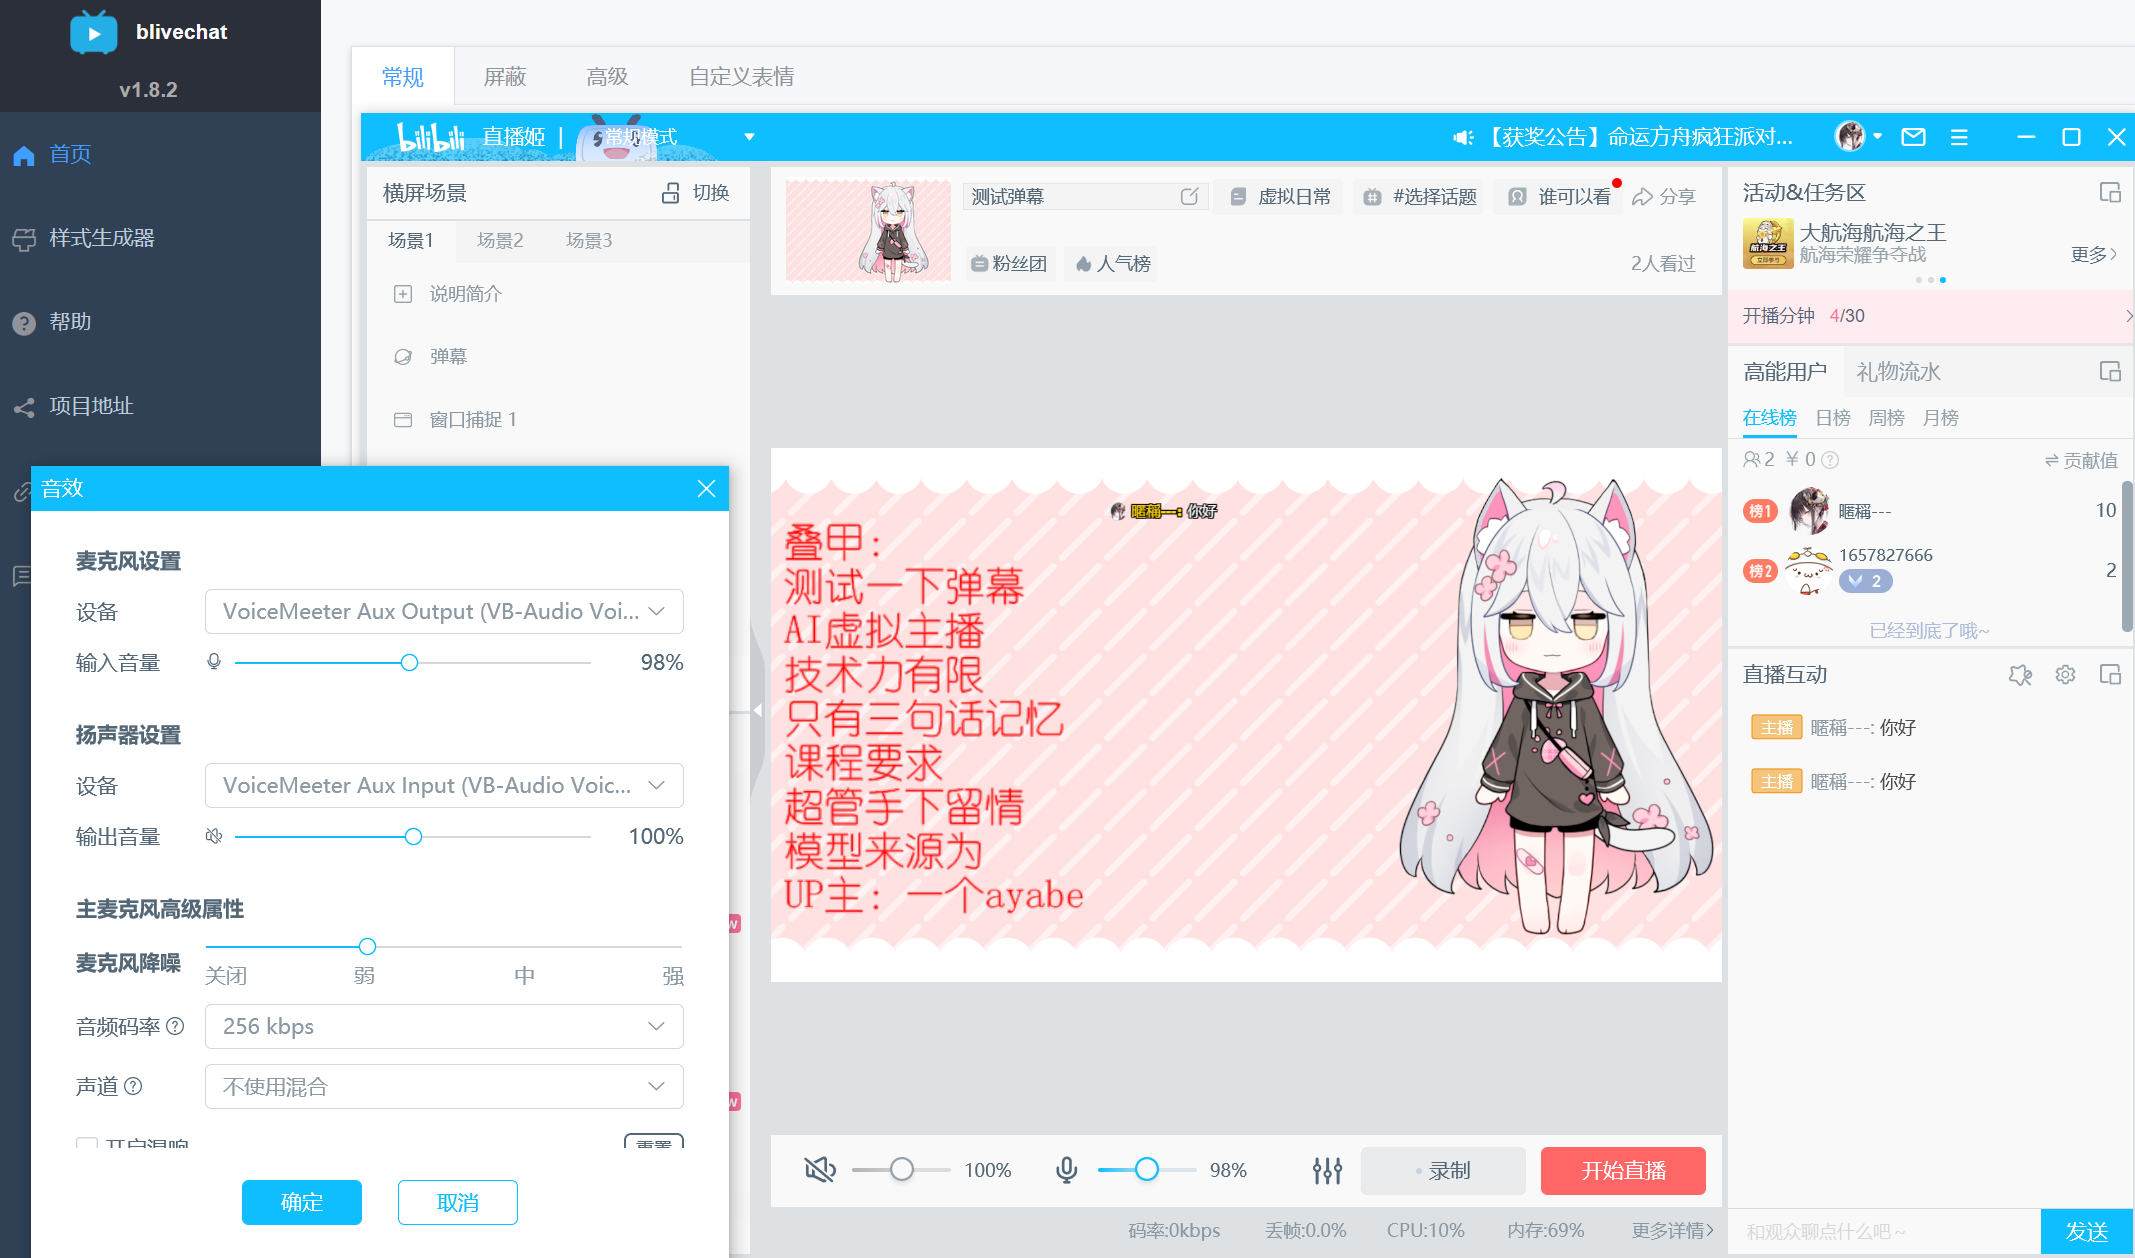 blivechat
v1.8.2
首页
样式生成器
帮助
项目地址
常规
屏蔽
高级
自定义表情
bilibili 直播姬 | 常规模式
【获奖公告】命运方舟疯狂派对...
横屏场景
切换
场景1
场景2
场景3
说明简介
弹幕
窗口捕捉 1
音效
麦克风设置
设备
VoiceMeeter Aux Output (VB-Audio Voi...
输入音量
98%
扬声器设置
设备
VoiceMeeter Aux Input (VB-Audio Voic...
输出音量
100%
主麦克风高级属性
麦克风降噪
关闭
弱
中
强
音频码率
256 kbps
声道
不使用混合
开启混响
重置
确定
取消
测试弹幕
虚拟日常
#选择话题
谁可以看
分享
粉丝团
人气榜
2人看过
暱稱---: 你好
叠甲：
测试一下弹幕
AI虚拟主播
技术力有限
只有三句话记忆
课程要求
超管手下留情
模型来源为
UP主：一个ayabe
100%
98%
录制
开始直播
码率:0kbps
丢帧:0.0%
CPU:10%
内存:69%
更多详情
活动&任务区
航海之王
大航海航海之王
航海荣耀争夺战
更多
开播分钟 4/30
高能用户
礼物流水
在线榜
日榜
周榜
月榜
2 ¥ 0
贡献值
榜1
暱稱---
10
榜2
1657827666
2
2
已经到底了哦~
直播互动
主播 暱稱---: 你好
主播 暱稱---: 你好
和观众聊点什么吧~
发送